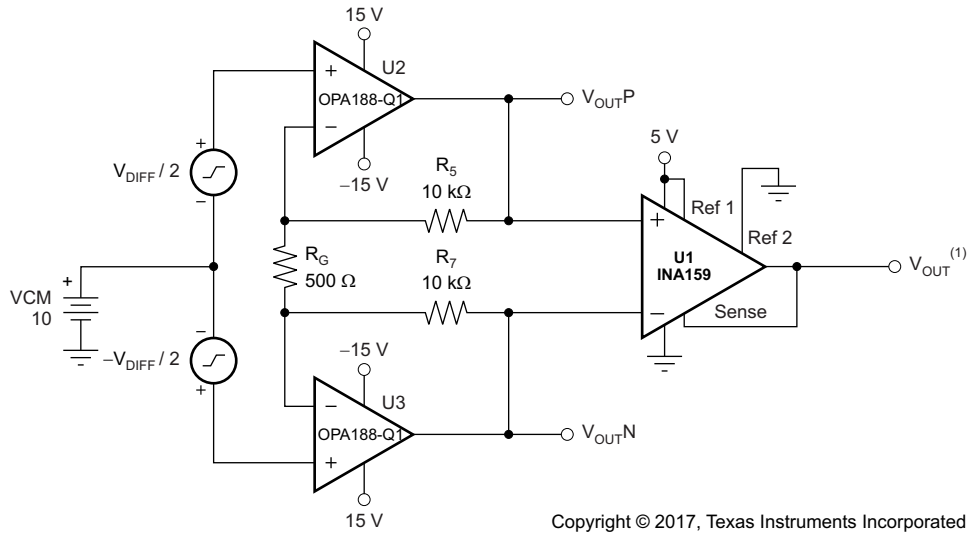 15 V
+
U2
OPA188-Q1
−
−15 V
V_OUT P
+
V_DIFF / 2
−
R_5
10 kΩ
5 V
Ref 1
+
Ref 2
R_G
500 Ω
U1
INA159
V_OUT (1)
+
VCM
10
R_7
10 kΩ
−
Sense
−
−V_DIFF / 2
+
−15 V
−
U3
OPA188-Q1
+
V_OUT N
15 V
Copyright © 2017, Texas Instruments Incorporated